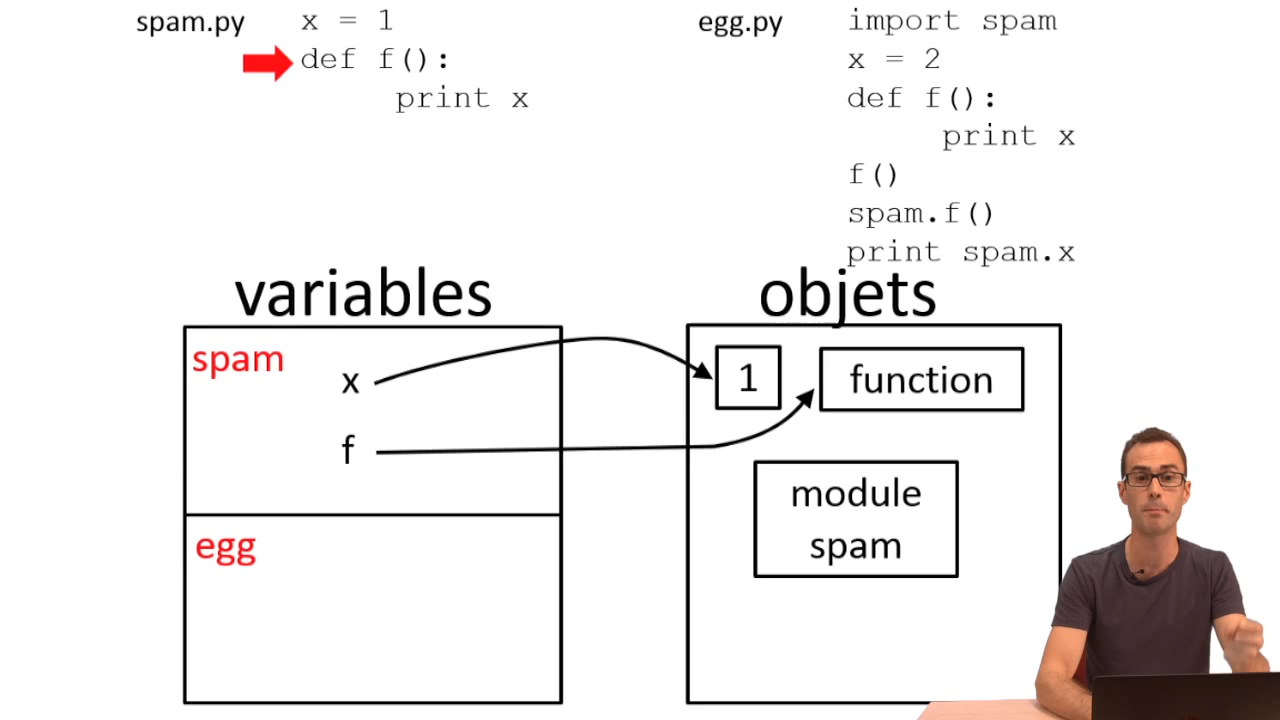 spam.py
x = 1
def f():
print x
egg.py
import spam
x = 2
def f():
print x
f()
spam.f()
print spam.x
variables
objets
spam
x
f
egg
1
function
module
spam